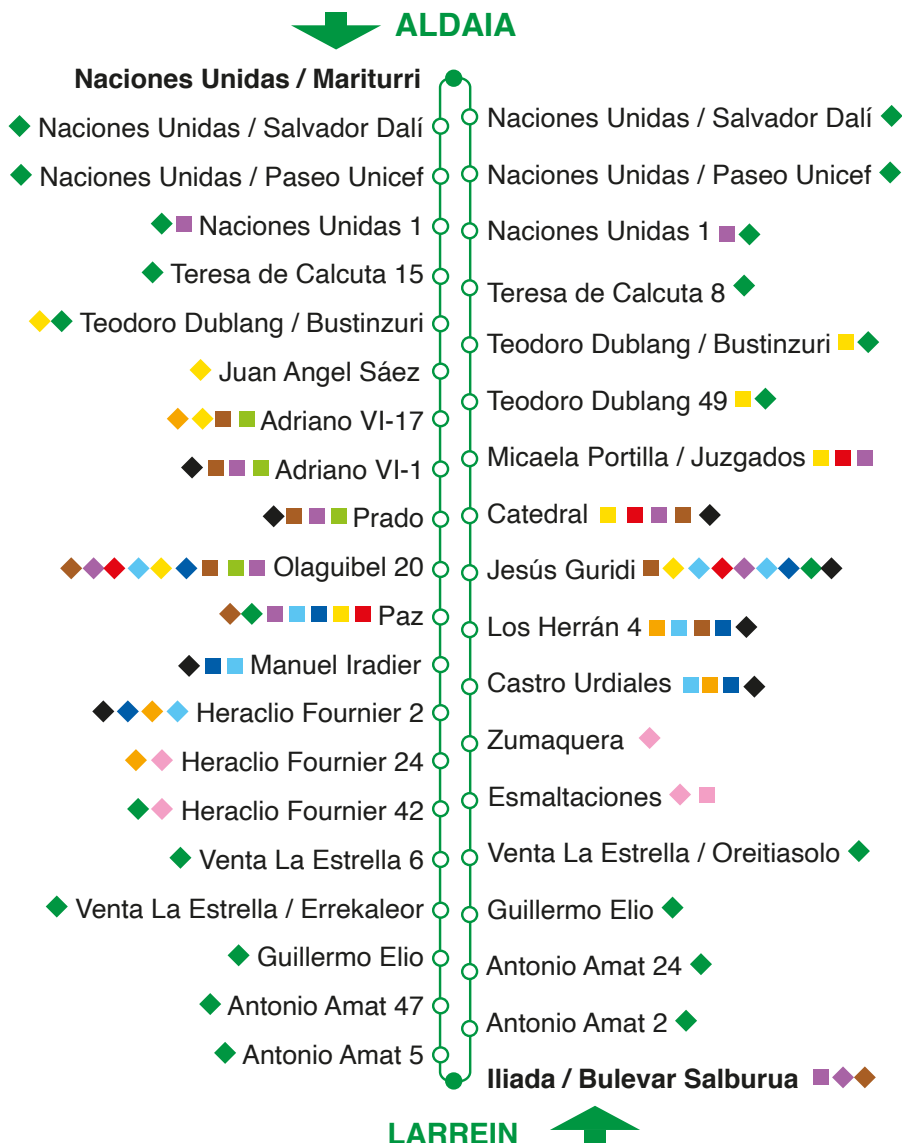 ALDAIA
Naciones Unidas / Mariturri
Naciones Unidas / Salvador Dalí
Naciones Unidas / Paseo Unicef
Naciones Unidas 1
Teresa de Calcuta 15
Teodoro Dublang / Bustinzuri
Juan Angel Sáez
Adriano VI-17
Adriano VI-1
Prado
Olaguibel 20
Paz
Manuel Iradier
Heraclio Fournier 2
Heraclio Fournier 24
Heraclio Fournier 42
Venta La Estrella 6
Venta La Estrella / Errekaleor
Guillermo Elio
Antonio Amat 47
Antonio Amat 5
Naciones Unidas / Salvador Dalí
Naciones Unidas / Paseo Unicef
Naciones Unidas 1
Teresa de Calcuta 8
Teodoro Dublang / Bustinzuri
Teodoro Dublang 49
Micaela Portilla / Juzgados
Catedral
Jesús Guridi
Los Herrán 4
Castro Urdiales
Zumaquera
Esmaltaciones
Venta La Estrella / Oreitiasolo
Guillermo Elio
Antonio Amat 24
Antonio Amat 2
Iliada / Bulevar Salburua
LARREIN